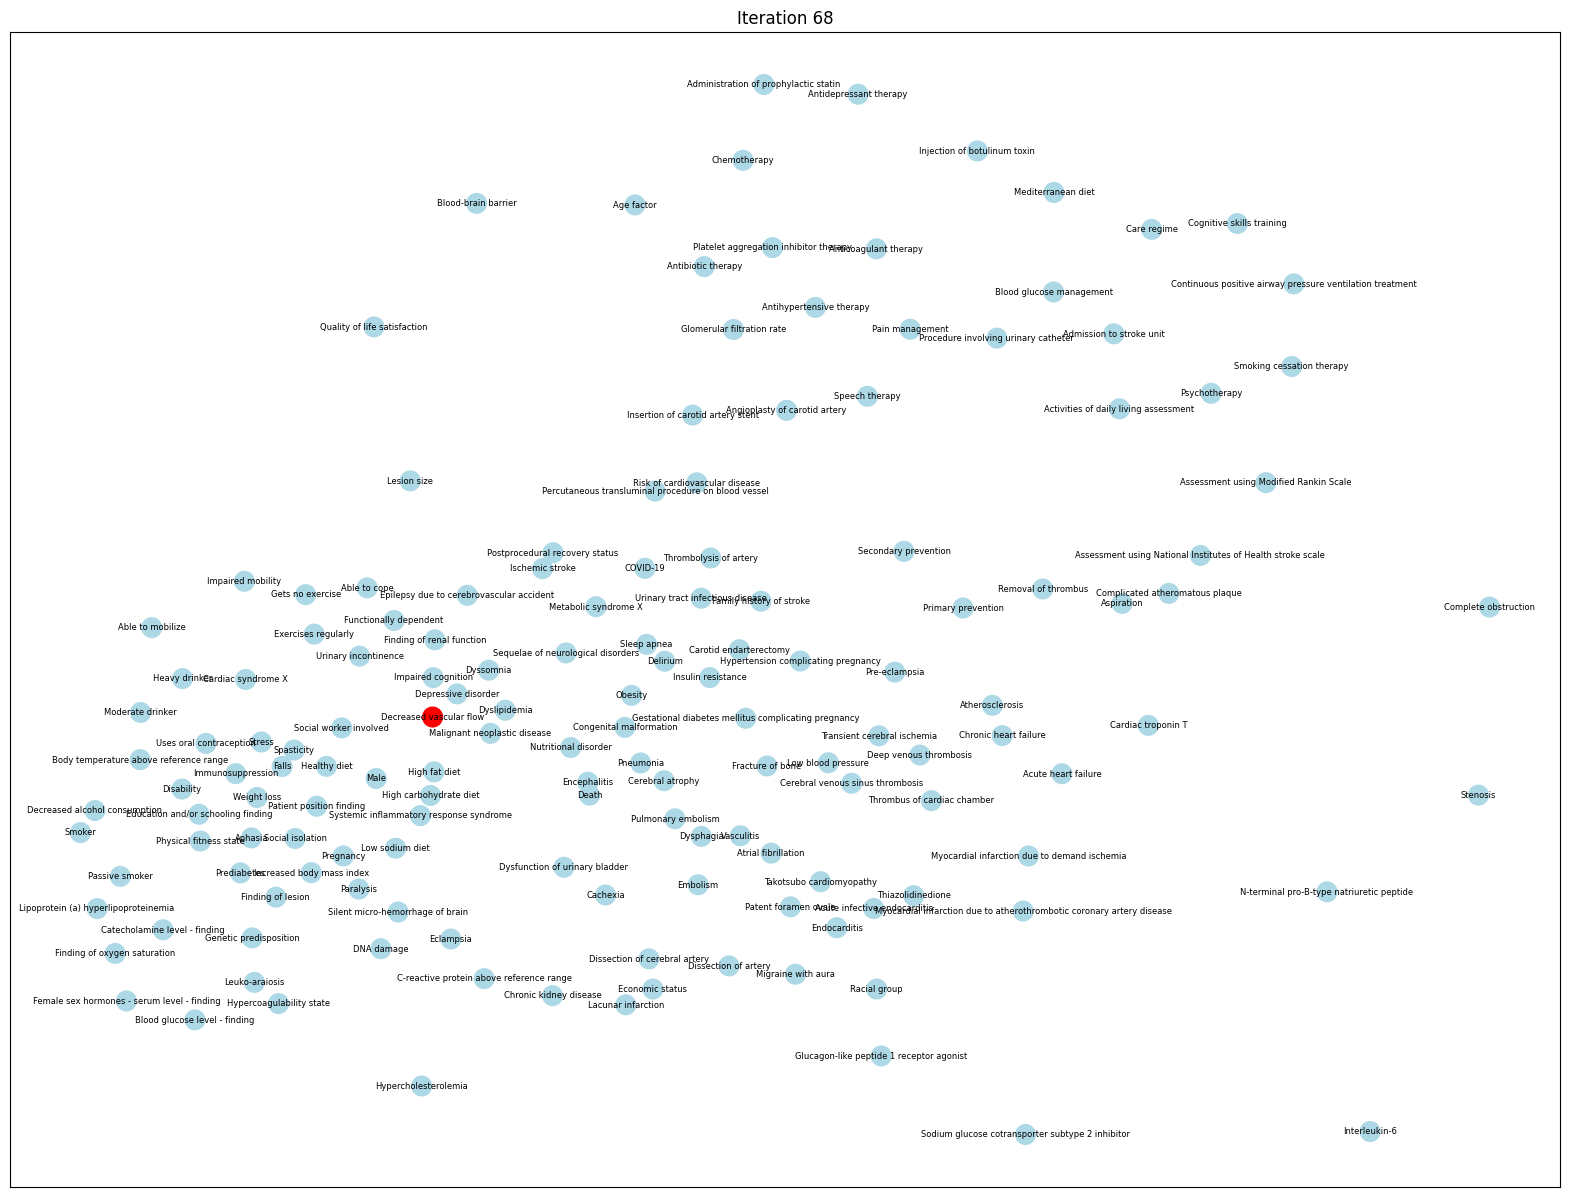 Iteration 68
Administration of prophylactic statin
Antidepressant therapy
Injection of botulinum toxin
Chemotherapy
Mediterranean diet
Blood-brain barrier
Age factor
Cognitive skills training
Care regime
Platelet aggregation inhibitor therapy
Anticoagulant therapy
Antibiotic therapy
Continuous positive airway pressure ventilation treatment
Blood glucose management
Antihypertensive therapy
Quality of life satisfaction
Glomerular filtration rate
Pain management
Procedure involving urinary catheter
Admission to stroke unit
Smoking cessation therapy
Psychotherapy
Speech therapy
Insertion of carotid artery stent
Angioplasty of carotid artery
Activities of daily living assessment
Lesion size
Risk of cardiovascular disease
Percutaneous transluminal procedure on blood vessel
Assessment using Modified Rankin Scale
Postprocedural recovery status
Ischemic stroke
COVID-19
Thrombolysis of artery
Secondary prevention
Assessment using National Institutes of Health stroke scale
Impaired mobility
Gets no exercise
Able to cope
Epilepsy due to cerebrovascular accident
Metabolic syndrome X
Urinary tract infectious disease
Family history of stroke
Primary prevention
Removal of thrombus
Complicated atheromatous plaque
Aspiration
Complete obstruction
Able to mobilize
Exercises regularly
Functionally dependent
Finding of renal function
Urinary incontinence
Sequelae of neurological disorders
Sleep apnea
Delirium
Carotid endarterectomy
Hypertension complicating pregnancy
Pre-eclampsia
Heavy drinker
Cardiac syndrome X
Impaired cognition
Dyssomnia
Insulin resistance
Depressive disorder
Obesity
Atherosclerosis
Moderate drinker
Decreased vascular flow
Dyslipidemia
Gestational diabetes mellitus complicating pregnancy
Social worker involved
Malignant neoplastic disease
Congenital malformation
Transient cerebral ischemia
Chronic heart failure
Cardiac troponin T
Uses oral contraception
Stress
Spasticity
Nutritional disorder
Deep venous thrombosis
Body temperature above reference range
Immunosuppression
Falls
Healthy diet
High fat diet
Pneumonia
Fracture of bone
Low blood pressure
Acute heart failure
Male
Encephalitis
Cerebral atrophy
Cerebral venous sinus thrombosis
Disability
Weight loss
High carbohydrate diet
Death
Thrombus of cardiac chamber
Stenosis
Decreased alcohol consumption
Education and/or schooling finding
Patient position finding
Systemic inflammatory response syndrome
Pulmonary embolism
Smoker
Physical fitness state
Aphasia
Social isolation
Low sodium diet
Dysphagia
Vasculitis
Pregnancy
Atrial fibrillation
Myocardial infarction due to demand ischemia
Passive smoker
Prediabetes
Increased body mass index
Dysfunction of urinary bladder
Paralysis
Cachexia
Embolism
Takotsubo cardiomyopathy
Thiazolidinedione
N-terminal pro-B-type natriuretic peptide
Lipoprotein (a) hyperlipoproteinemia
Finding of lesion
Silent micro-hemorrhage of brain
Patent foramen ovale
Acute infective endocarditis
Myocardial infarction due to atherothrombotic coronary artery disease
Catecholamine level - finding
Genetic predisposition
Eclampsia
Endocarditis
Finding of oxygen saturation
DNA damage
Dissection of cerebral artery
Dissection of artery
Leuko-araiosis
C-reactive protein above reference range
Migraine with aura
Female sex hormones - serum level - finding
Hypercoagulability state
Chronic kidney disease
Economic status
Lacunar infarction
Racial group
Blood glucose level - finding
Glucagon-like peptide 1 receptor agonist
Hypercholesterolemia
Sodium glucose cotransporter subtype 2 inhibitor
Interleukin-6